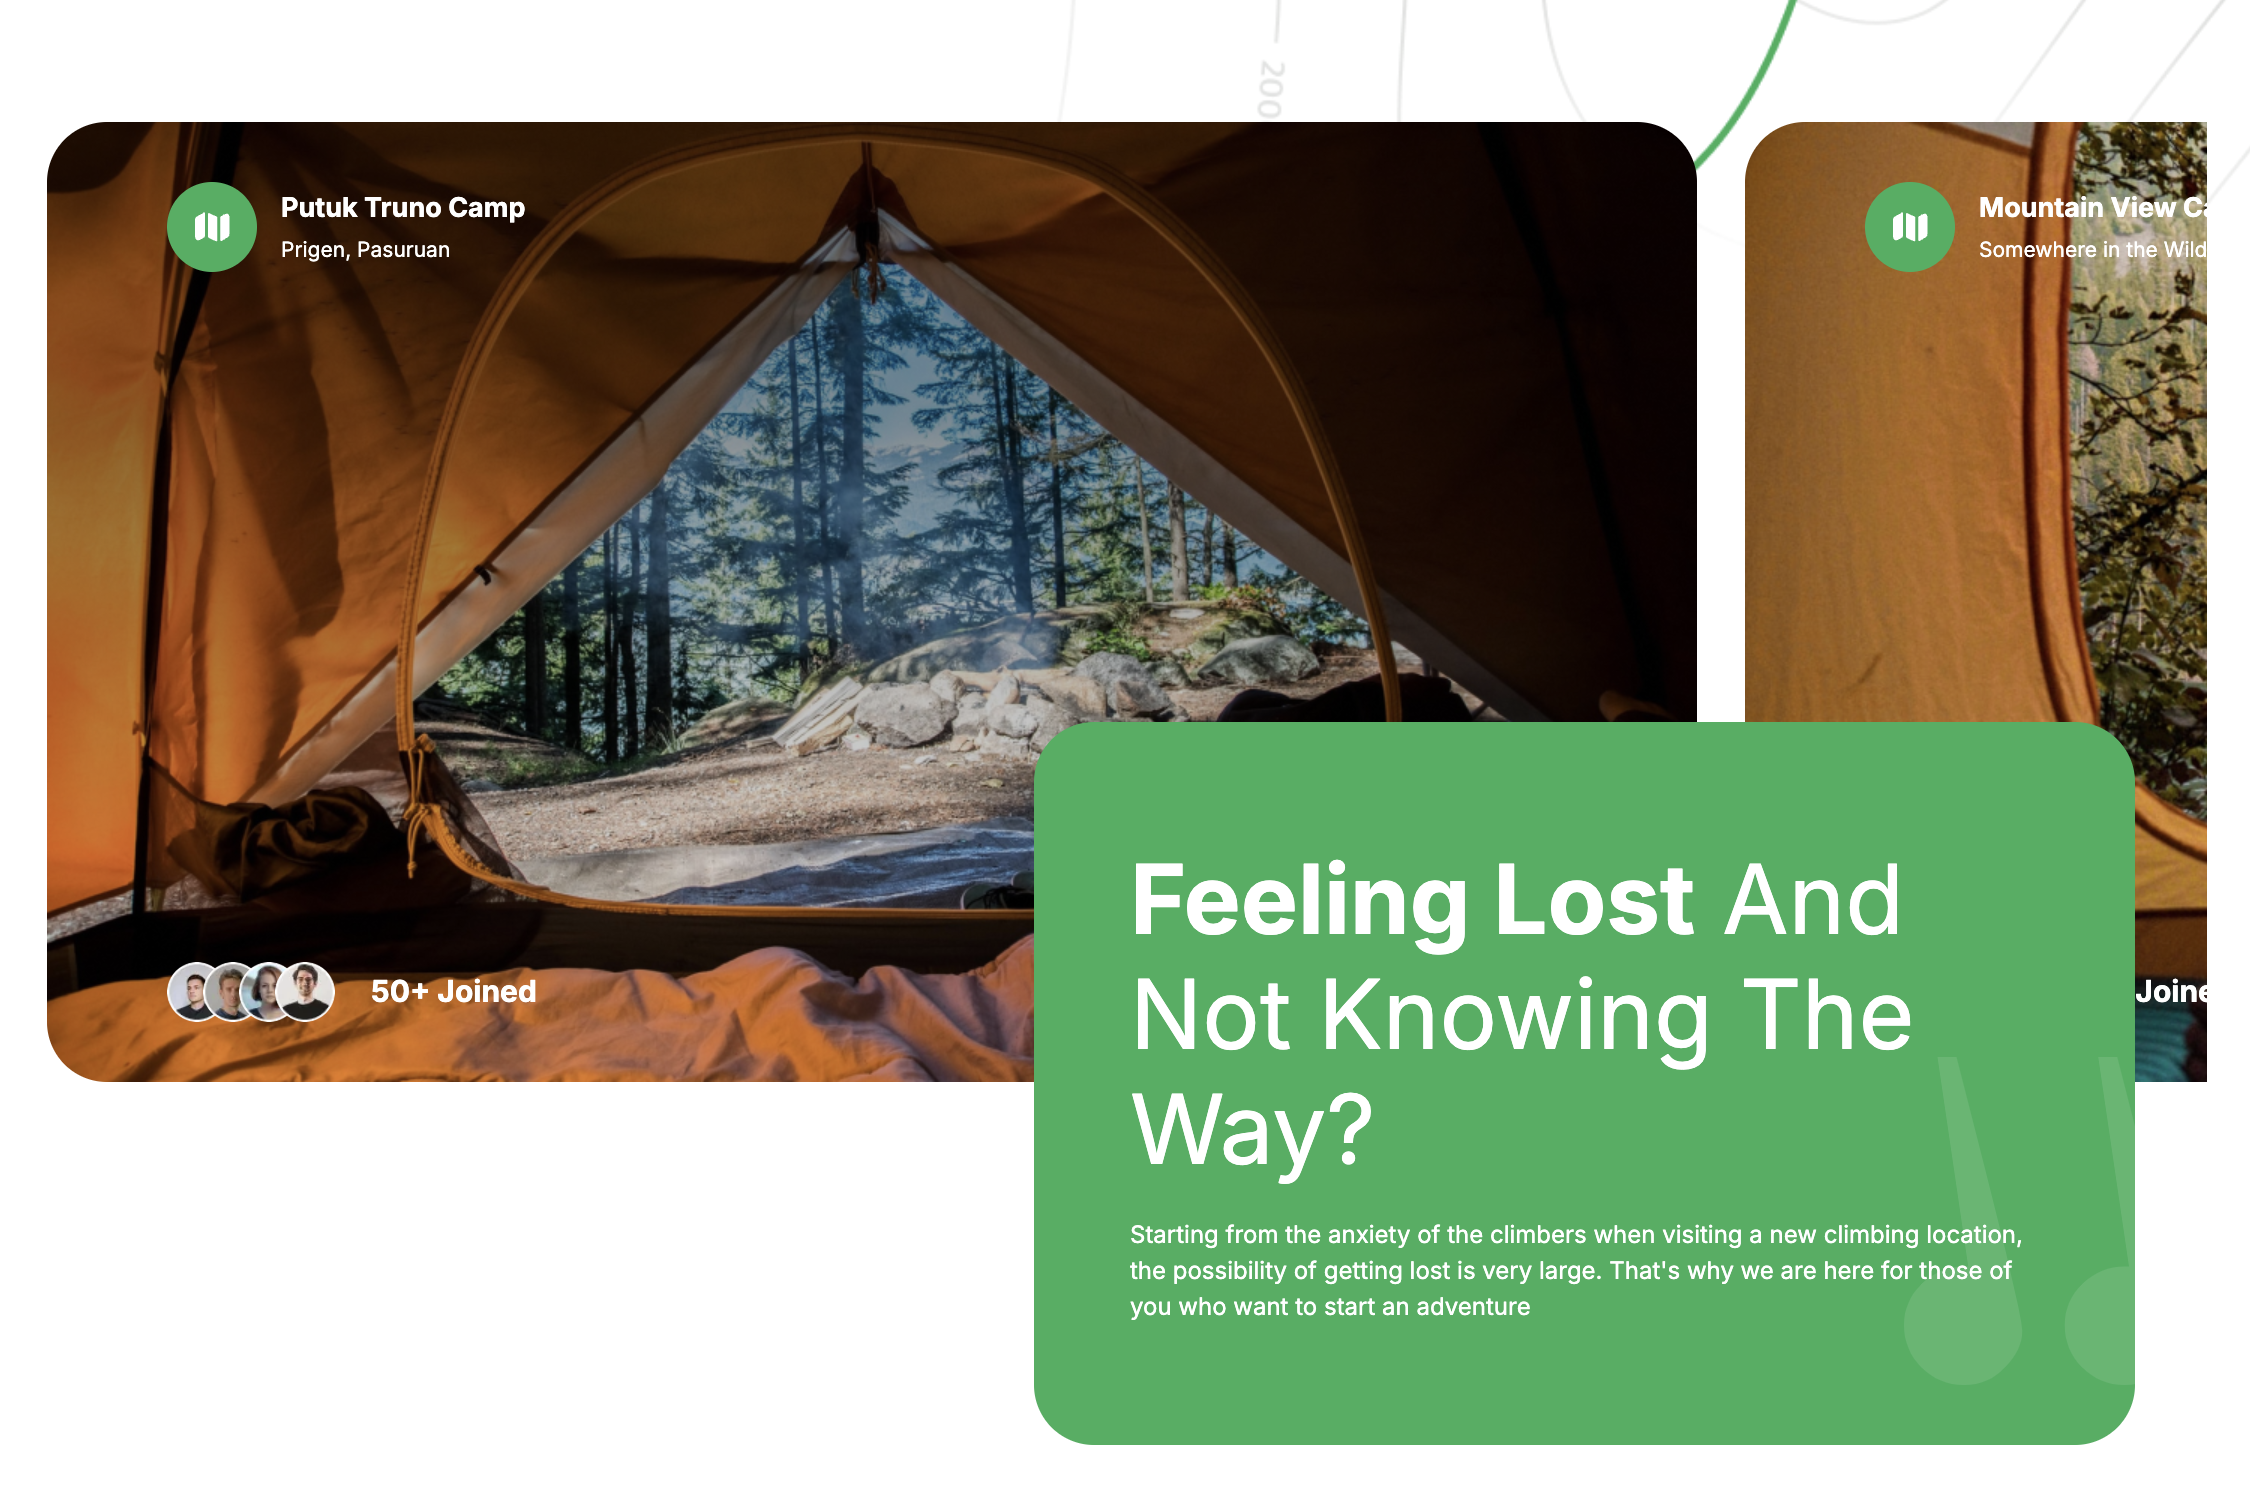 200
Putuk Truno Camp
Prigen, Pasuruan
Mountain View
Somewhere in the Wild
50+ Joined
Feeling Lost And
Not Knowing The
Way?
Starting from the anxiety of the climbers when visiting a new climbing location,
the possibility of getting lost is very large. That's why we are here for those of
you who want to start an adventure